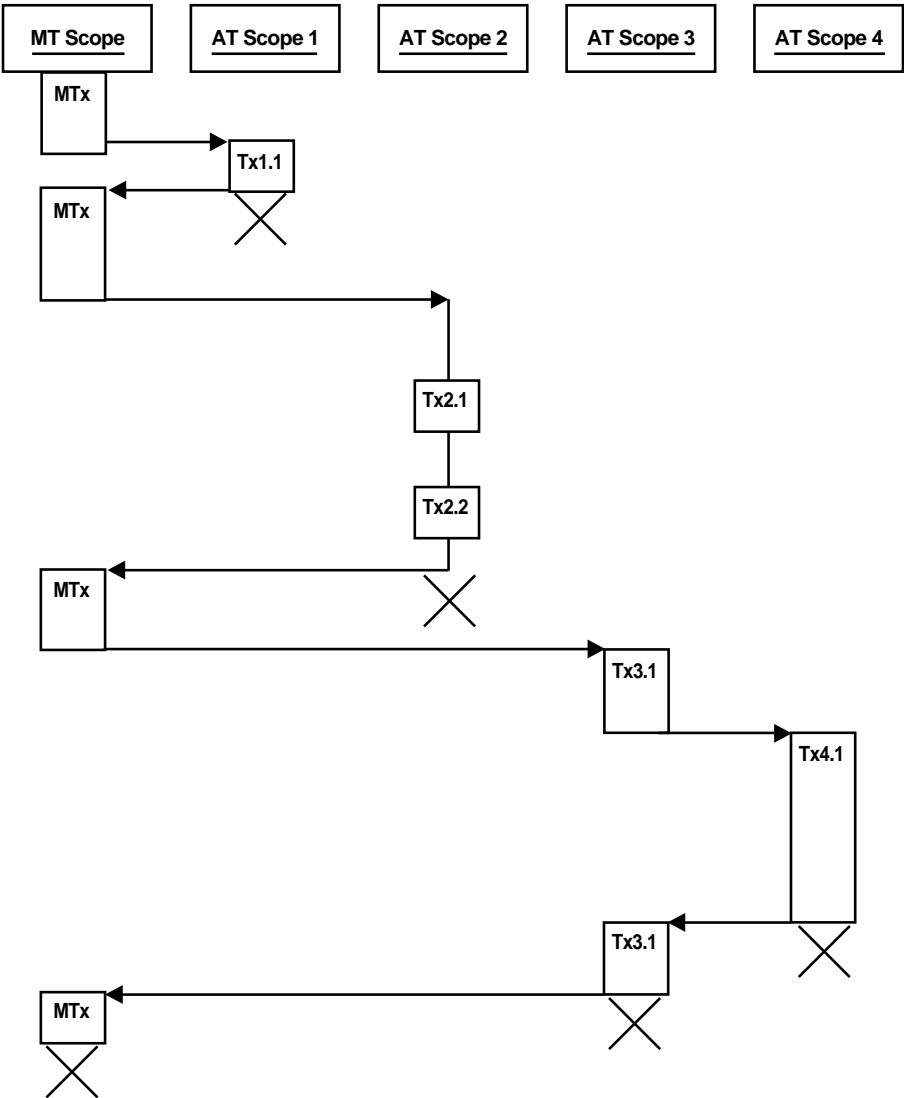 MT Scope
AT Scope 1
AT Scope 2
AT Scope 3
AT Scope 4
MTx
Tx1.1
MTx
Tx2.1
Tx2.2
MTx
Tx3.1
Tx4.1
Tx3.1
MTx